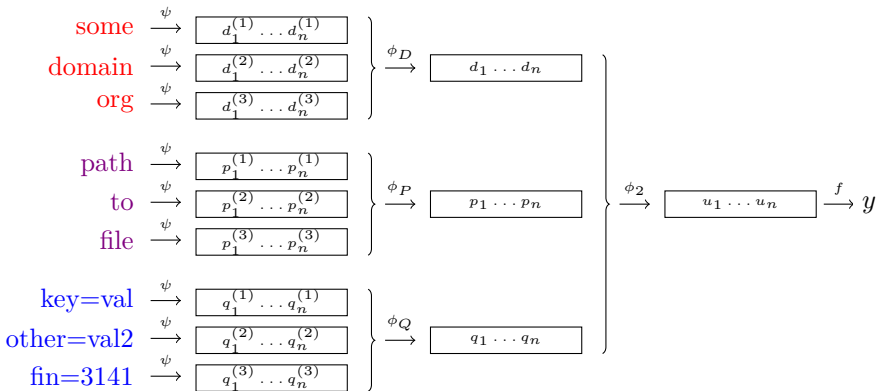 some ψ d_1^{(1)} … d_n^{(1)}
domain ψ d_1^{(2)} … d_n^{(2)} ϕ_D d_1 … d_n
org ψ d_1^{(3)} … d_n^{(3)}
path ψ p_1^{(1)} … p_n^{(1)}
to ψ p_1^{(2)} … p_n^{(2)} ϕ_P p_1 … p_n ϕ_2 u_1 … u_n f y
file ψ p_1^{(3)} … p_n^{(3)}
key=val ψ q_1^{(1)} … q_n^{(1)}
other=val2 ψ q_1^{(2)} … q_n^{(2)} ϕ_Q q_1 … q_n
fin=3141 ψ q_1^{(3)} … q_n^{(3)}